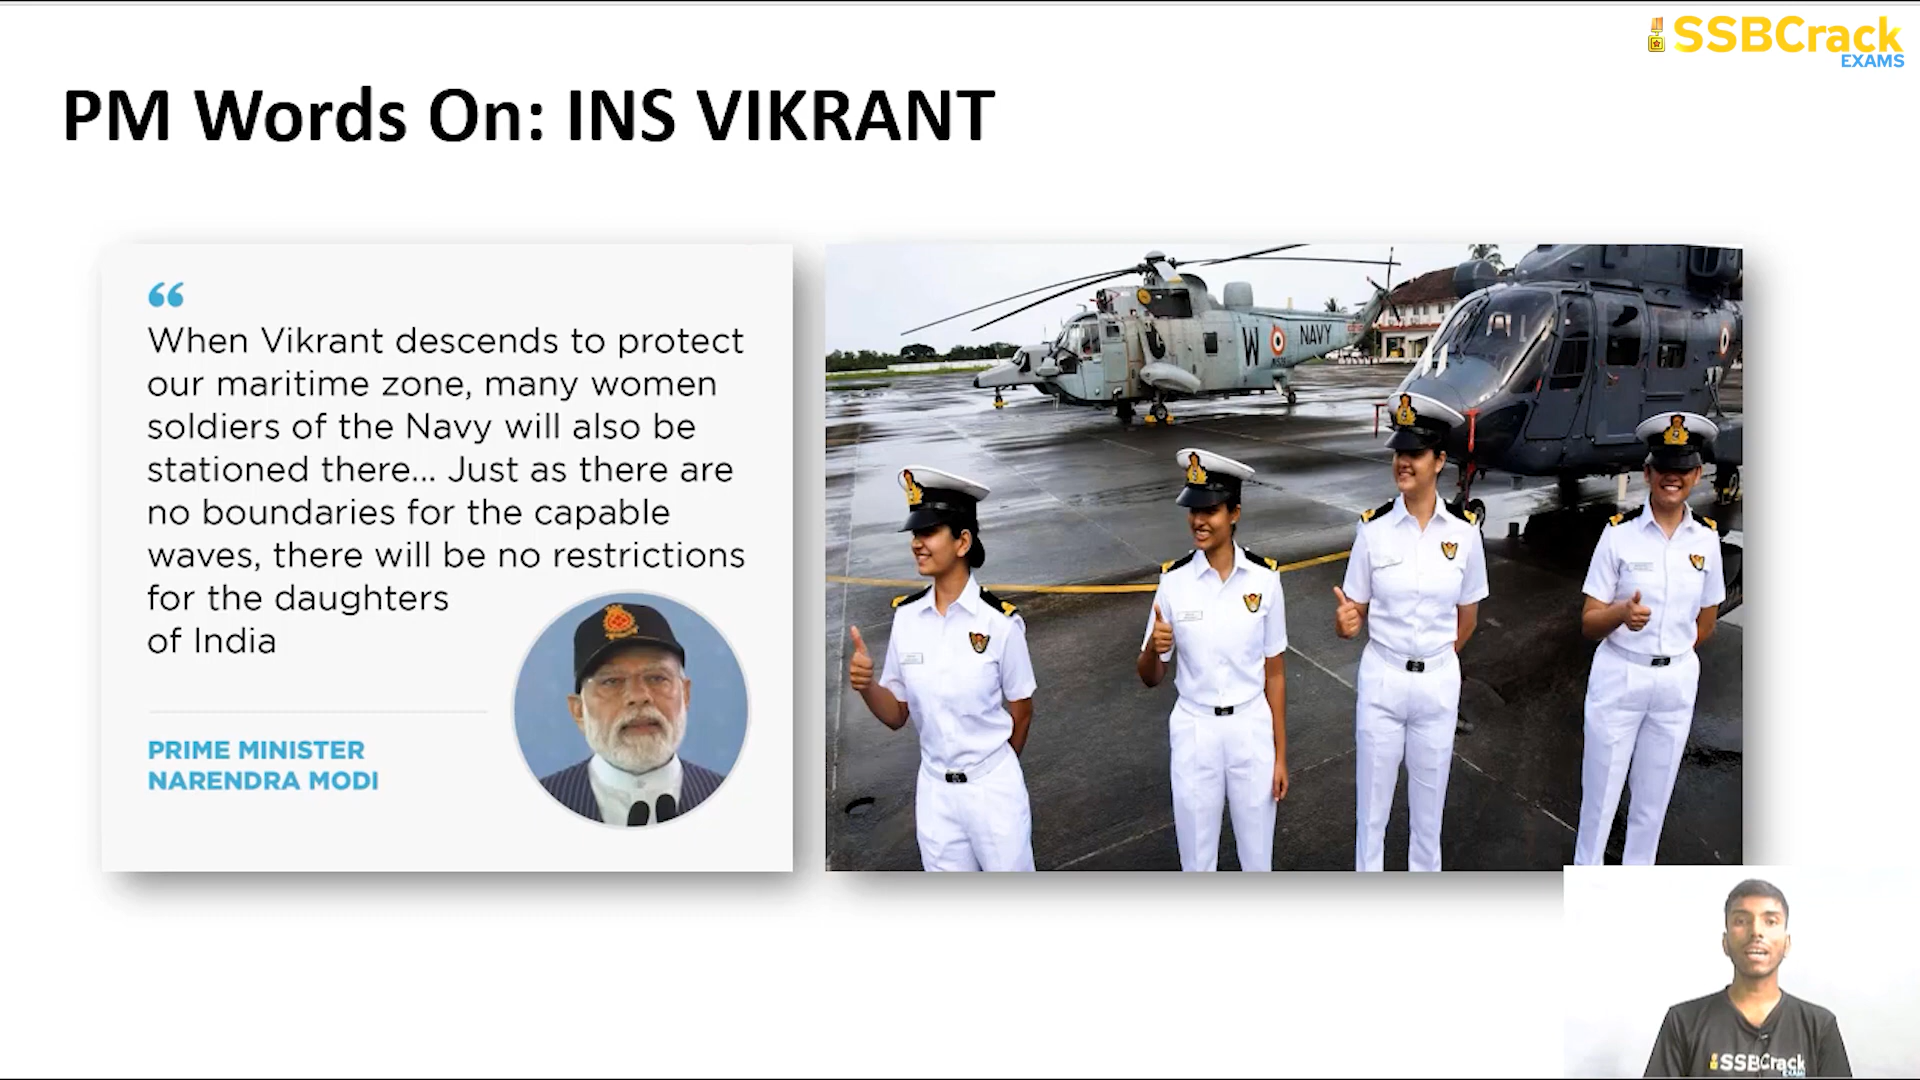 SSBCrack
EXAMS
PM Words On: INS VIKRANT
“
When Vikrant descends to protect
our maritime zone, many women
soldiers of the Navy will also be
stationed there... Just as there are
no boundaries for the capable
waves, there will be no restrictions
for the daughters
of India
PRIME MINISTER
NARENDRA MODI
W
NAVY
SSBCrack
EXAMS